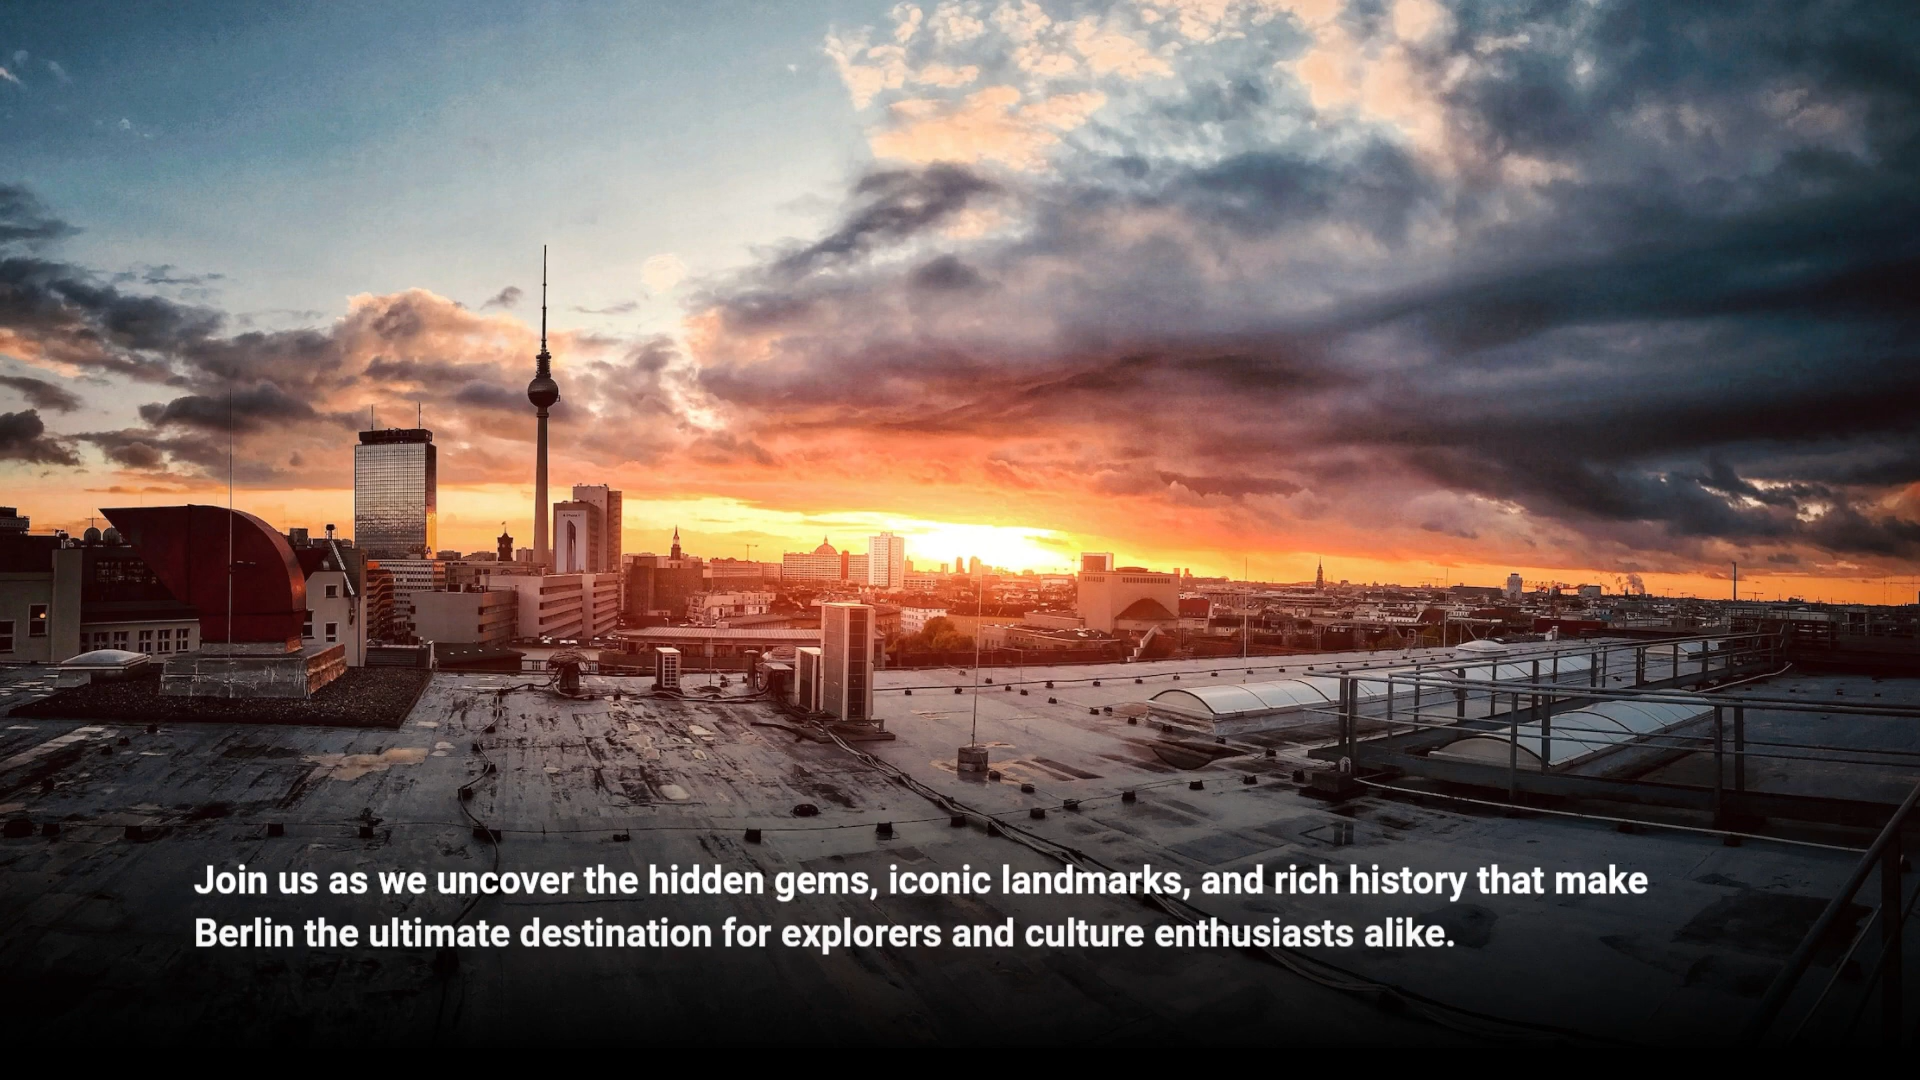 Join us as we uncover the hidden gems, iconic landmarks, and rich history that make
Berlin the ultimate destination for explorers and culture enthusiasts alike.